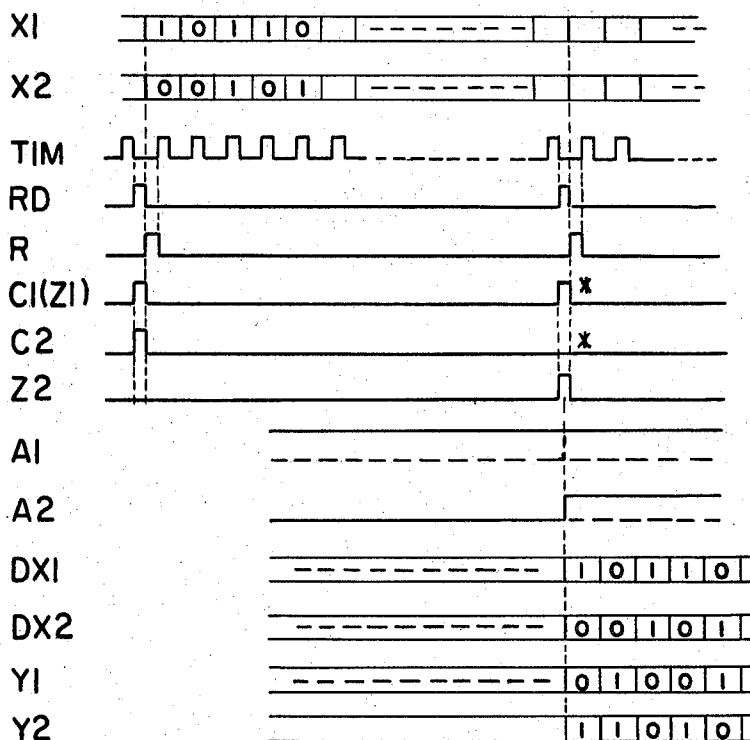 X1 1 0 1 1 0
X2 0 0 1 0 1
TIM
RD
R
C1(Z1) *
C2 *
Z2
A1
A2
DX1 1 0 1 1 0
DX2 0 0 1 0 1
Y1 0 1 0 0 1
Y2 1 1 0 1 0